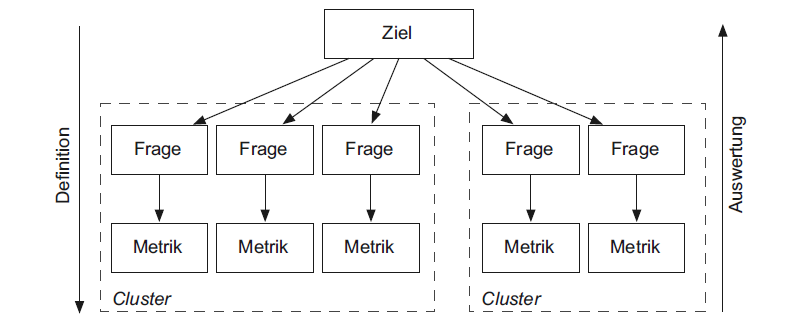 Ziel
Definition
Auswertung
Frage
Frage
Frage
Frage
Frage
Metrik
Metrik
Metrik
Metrik
Metrik
Cluster
Cluster